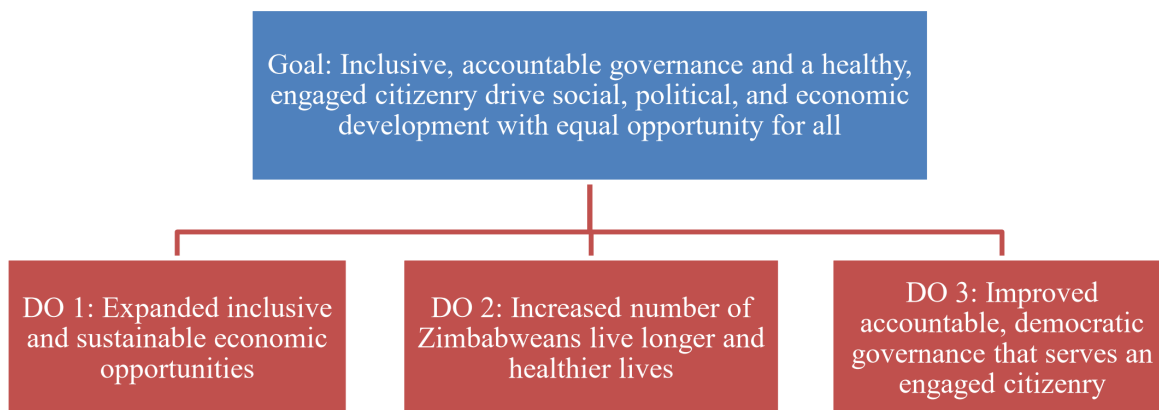 Goal: Inclusive, accountable governance and a healthy,
engaged citizenry drive social, political, and economic
development with equal opportunity for all
DO 1: Expanded inclusive
and sustainable economic
opportunities
DO 2: Increased number of
Zimbabweans live longer and
healthier lives
DO 3: Improved
accountable, democratic
governance that serves an
engaged citizenry